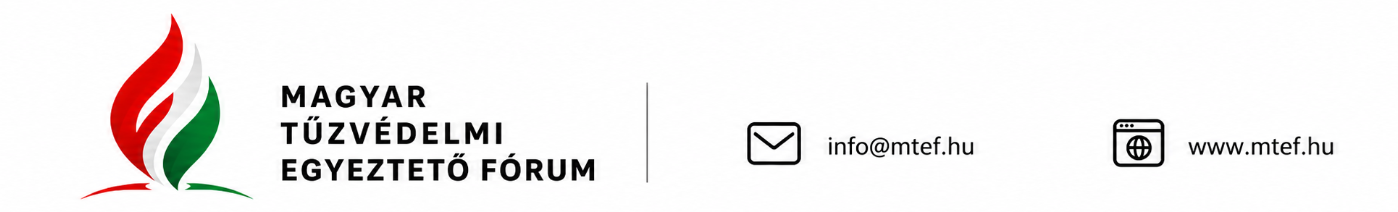 MAGYAR
TŰZVÉDELMI
EGYEZTETŐ FÓRUM
info@mtef.hu
www.mtef.hu